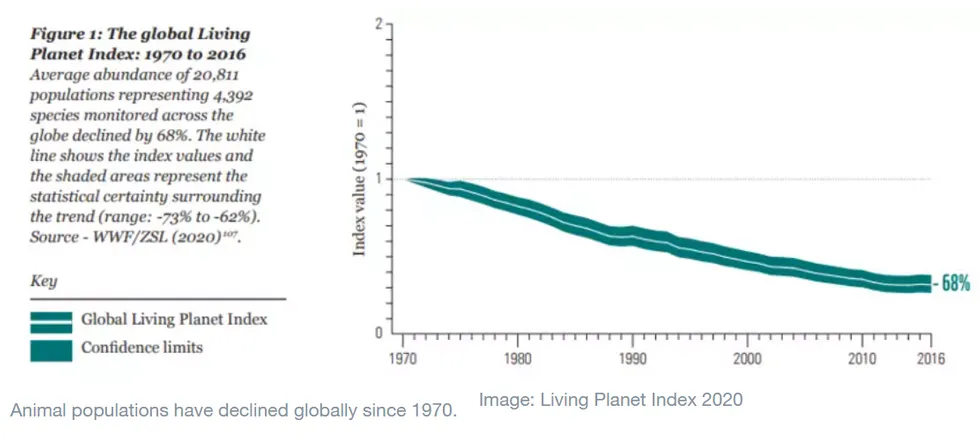 Figure 1: The global Living
Planet Index: 1970 to 2016
Average abundance of 20,811
populations representing 4,392
species monitored across the
globe declined by 68%. The white
line shows the index values and
the shaded areas represent the
statistical certainty surrounding
the trend (range: -73% to -62%).
Source - WWF/ZSL (2020)¹⁰⁷.
Key
Global Living Planet Index
Confidence limits
Index value (1970 = 1)
2
1
0
- 68%
1970 1980 1990 2000 2010 2016
Animal populations have declined globally since 1970.
Image: Living Planet Index 2020